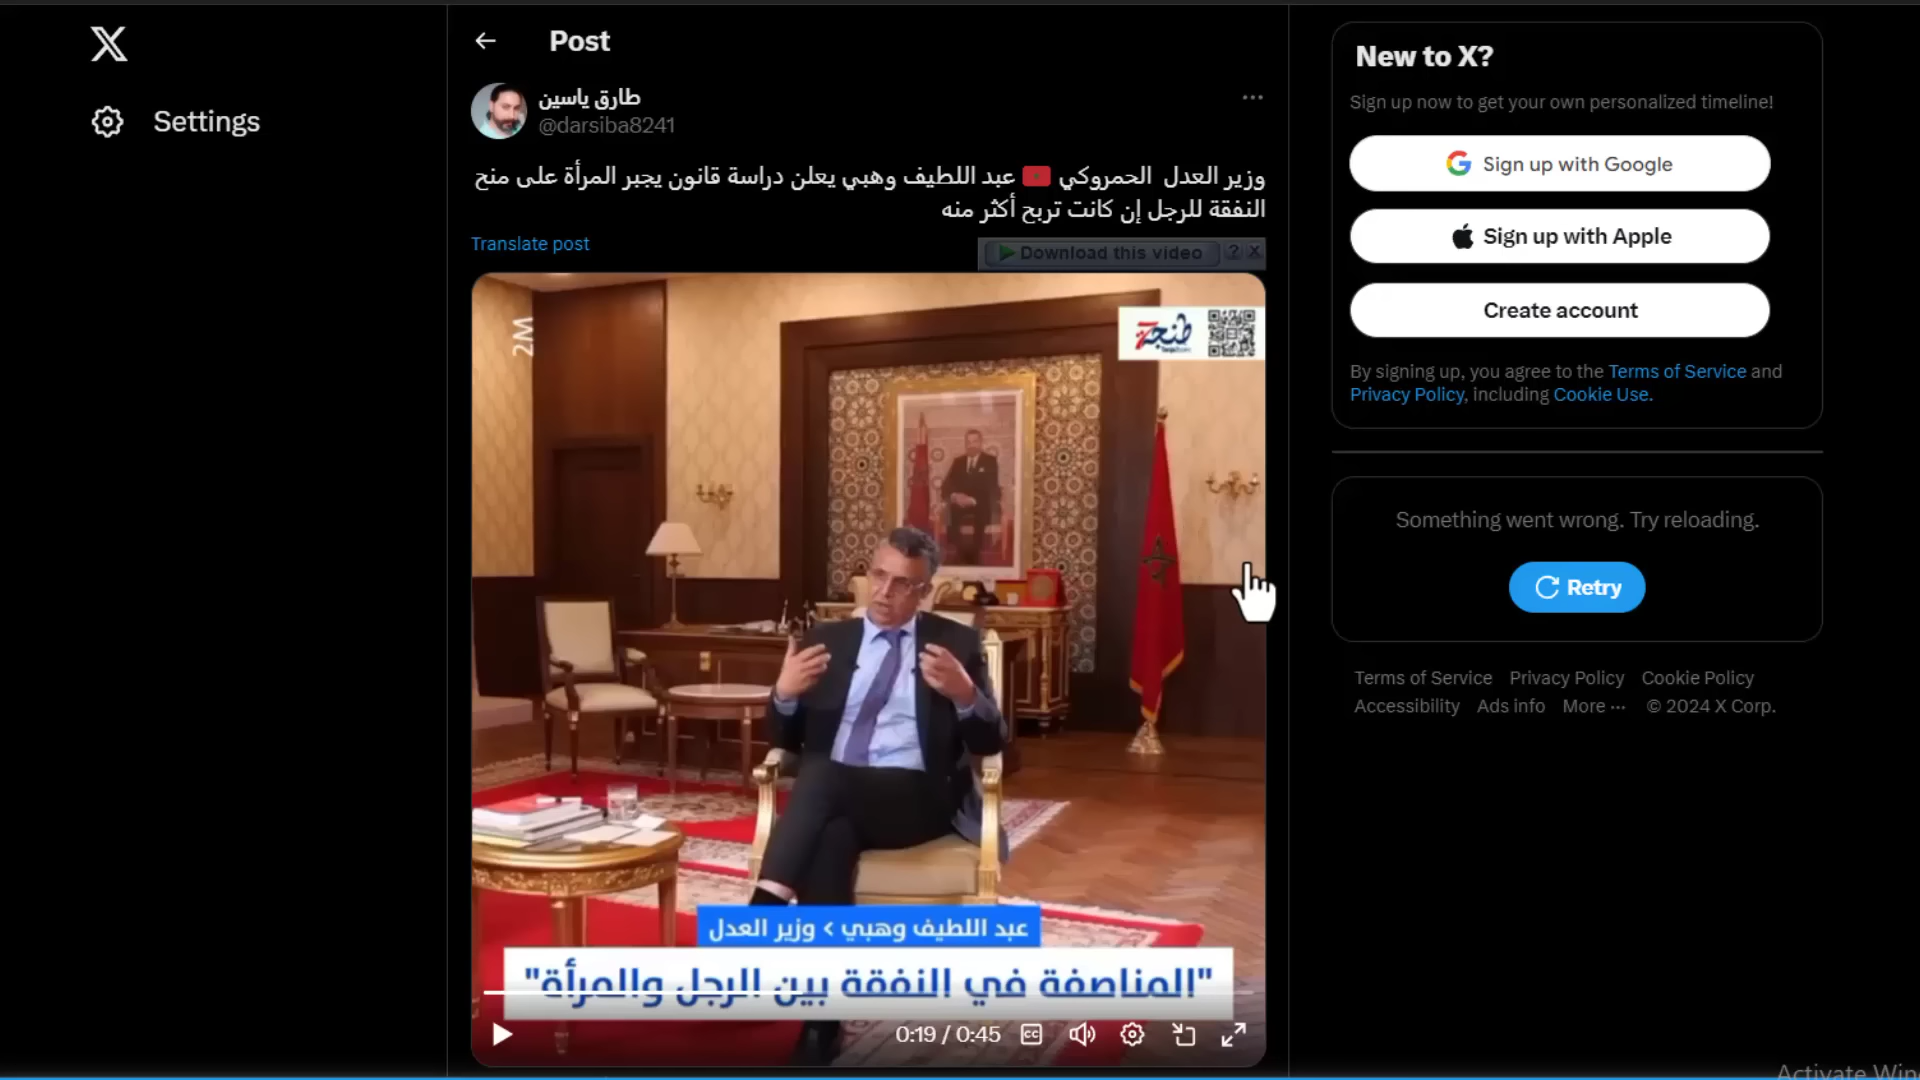 Settings
Post
طارق ياسين
@darsiba8241
وزير العدل الحمروكي 🇲🇦 عبد اللطيف وهبي يعلن دراسة قانون يجبر المرأة على منح
النفقة للرجل إن كانت تربح أكثر منه
Translate post
Download this video ? X
2M
طنجة7
عبد اللطيف وهبي > وزير العدل
"المناصفة في النفقة بين الرجل والمرأة"
0:19 / 0:45
CC
New to X?
Sign up now to get your own personalized timeline!
Sign up with Google
Sign up with Apple
Create account
By signing up, you agree to the Terms of Service and
Privacy Policy, including Cookie Use.
Something went wrong. Try reloading.
Retry
Terms of Service Privacy Policy Cookie Policy
Accessibility Ads info More ··· © 2024 X Corp.
Activate Win